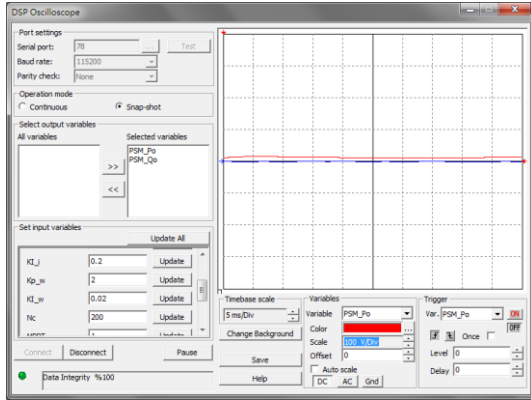 DSP Oscilloscope
Port settings
Serial port: 78 ... Test
Baud rate: 115200
Parity check: None
Operation mode
Continuous Snap-shot
Select output variables
All variables Selected variables
PSM_Po
PSM_Qo
>>
<<
Set input variables
Update All
KI_i 0.2 Update
Kp_w 2 Update
KI_w 0.02 Update
Nc 200 Update
MPPT 1 Update
Connect Disconnect Pause
Data Integrity %100
Timebase scale
5 ms/Div
Change Background
Save
Help
Variables
Variable PSM_Po
Color ...
Scale 100 V/Div
Offset 0
Auto scale
DC AC Gnd
Trigger
Var. PSM_Po ON
OFF
Once
Level 0
Delay 0